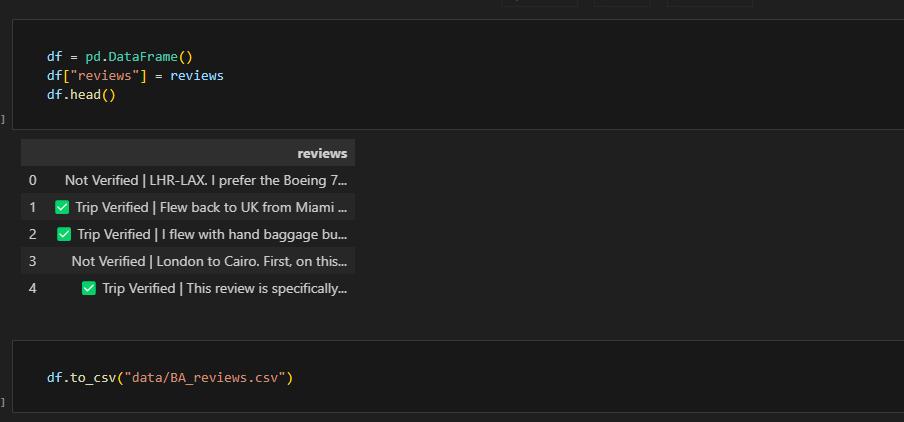 df = pd.DataFrame()
df["reviews"] = reviews
df.head()
]
reviews
0 Not Verified | LHR-LAX. I prefer the Boeing 7...
1 ✅ Trip Verified | Flew back to UK from Miami ...
2 ✅ Trip Verified | I flew with hand baggage bu...
3 Not Verified | London to Cairo. First, on this...
4 ✅ Trip Verified | This review is specifically...
df.to_csv("data/BA_reviews.csv")
]